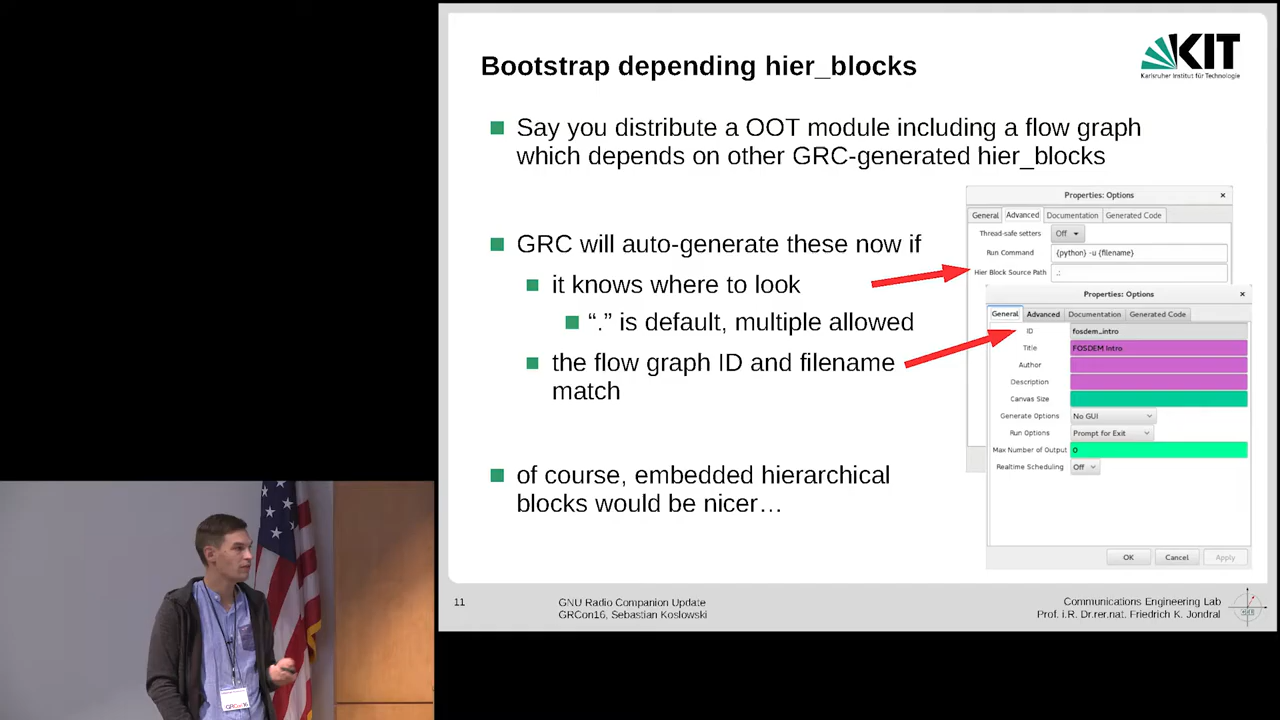 Bootstrap depending hier_blocks
KIT
Karlsruher Institut für Technologie
Say you distribute a OOT module including a flow graph
which depends on other GRC-generated hier_blocks
GRC will auto-generate these now if
it knows where to look
“.” is default, multiple allowed
the flow graph ID and filename
match
of course, embedded hierarchical
blocks would be nicer…
Properties: Options
General Advanced Documentation Generated Code
Thread-safe setters Off
Run Command {python} -u {filename}
Hier Block Source Path .:
Properties: Options
General Advanced Documentation Generated Code
ID fosdem_intro
Title FOSDEM Intro
Author
Description
Canvas Size
Generate Options No GUI
Run Options Prompt for Exit
Max Number of Output 0
Realtime Scheduling Off
OK Cancel Apply
11
GNU Radio Companion Update
GRCon16, Sebastian Koslowski
Communications Engineering Lab
Prof. i.R. Dr.rer.nat. Friedrich K. Jondral
GRCon16